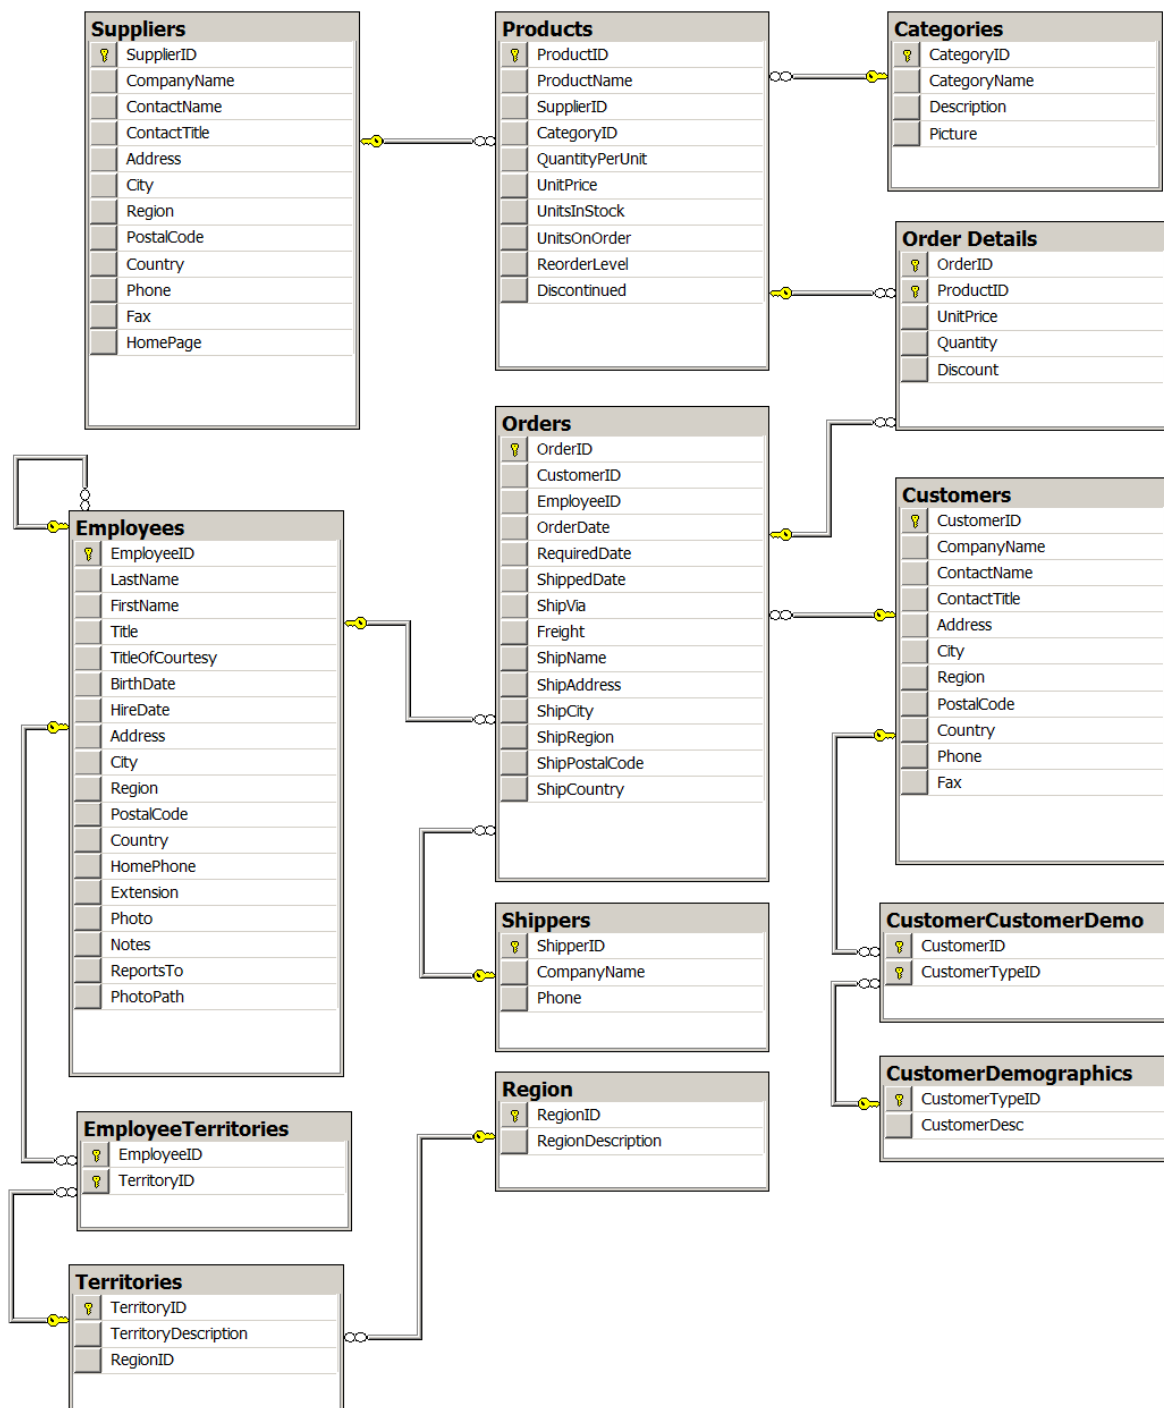 Suppliers
SupplierID
CompanyName
ContactName
ContactTitle
Address
City
Region
PostalCode
Country
Phone
Fax
HomePage
Products
ProductID
ProductName
SupplierID
CategoryID
QuantityPerUnit
UnitPrice
UnitsInStock
UnitsOnOrder
ReorderLevel
Discontinued
Categories
CategoryID
CategoryName
Description
Picture
Order Details
OrderID
ProductID
UnitPrice
Quantity
Discount
Employees
EmployeeID
LastName
FirstName
Title
TitleOfCourtesy
BirthDate
HireDate
Address
City
Region
PostalCode
Country
HomePhone
Extension
Photo
Notes
ReportsTo
PhotoPath
Orders
OrderID
CustomerID
EmployeeID
OrderDate
RequiredDate
ShippedDate
ShipVia
Freight
ShipName
ShipAddress
ShipCity
ShipRegion
ShipPostalCode
ShipCountry
Customers
CustomerID
CompanyName
ContactName
ContactTitle
Address
City
Region
PostalCode
Country
Phone
Fax
Shippers
ShipperID
CompanyName
Phone
CustomerCustomerDemo
CustomerID
CustomerTypeID
Region
RegionID
RegionDescription
CustomerDemographics
CustomerTypeID
CustomerDesc
EmployeeTerritories
EmployeeID
TerritoryID
Territories
TerritoryID
TerritoryDescription
RegionID